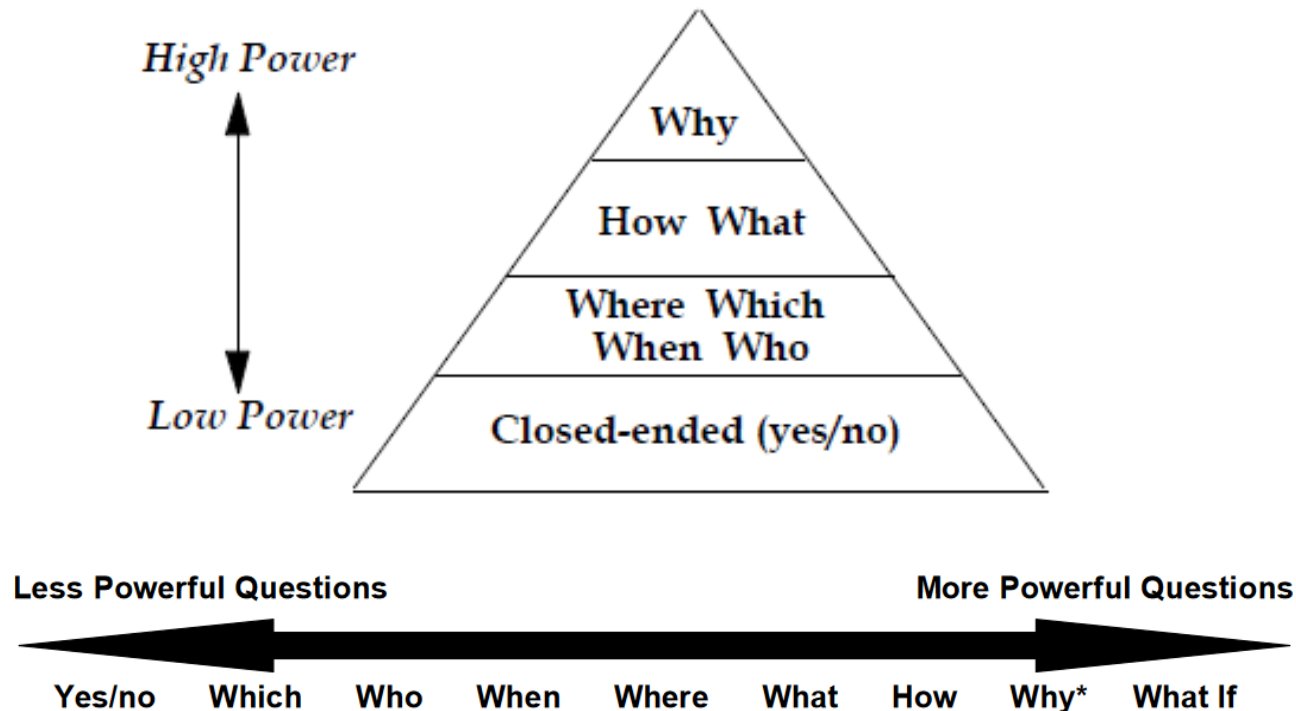 High Power
Why
How What
Where Which
When Who
Low Power
Closed-ended (yes/no)
Less Powerful Questions
More Powerful Questions
Yes/no Which Who When Where What How Why* What If